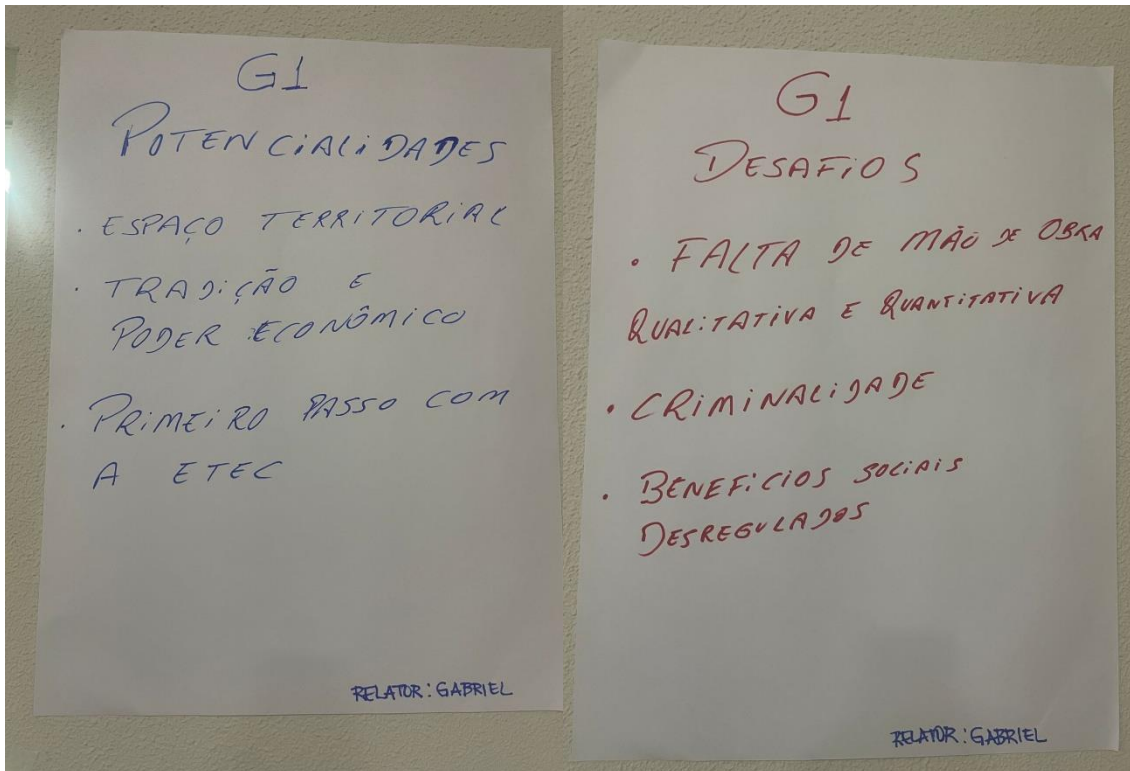 G1
POTENCIALIDADES
· ESPAÇO TERRITORIAL
· TRADIÇÃO E
PODER ECONÔMICO
· PRIMEIRO PASSO COM
A ETEC
RELATOR: GABRIEL
G1
DESAFIOS
· FALTA DE MÃO DE OBRA
QUALITATIVA E QUANTITATIVA
· CRIMINALIDADE
· BENEFÍCIOS SOCIAIS
DESREGULADOS
RELATOR: GABRIEL